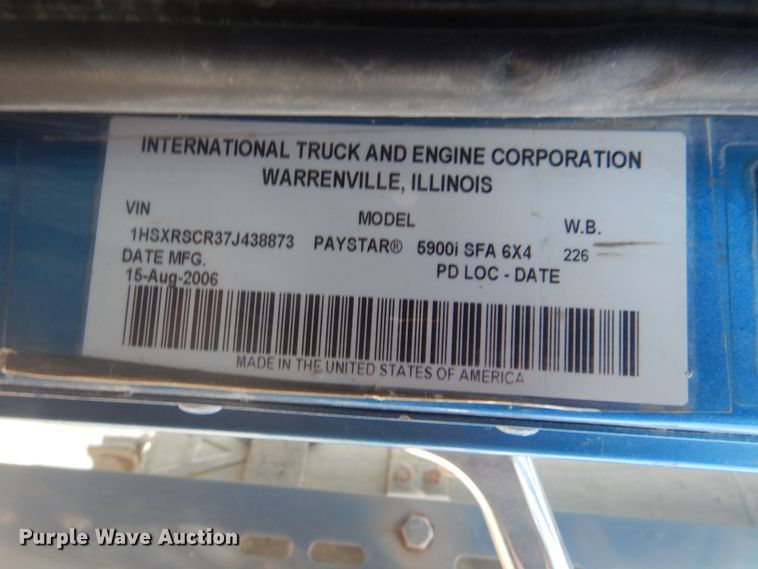 INTERNATIONAL TRUCK AND ENGINE CORPORATION
WARRENVILLE, ILLINOIS
VIN MODEL W.B.
1HSXRSCR37J438873 PAYSTAR® 5900i SFA 6X4 226
DATE MFG. PD LOC - DATE
15-Aug-2006
MADE IN THE UNITED STATES OF AMERICA
Purple Wave Auction®